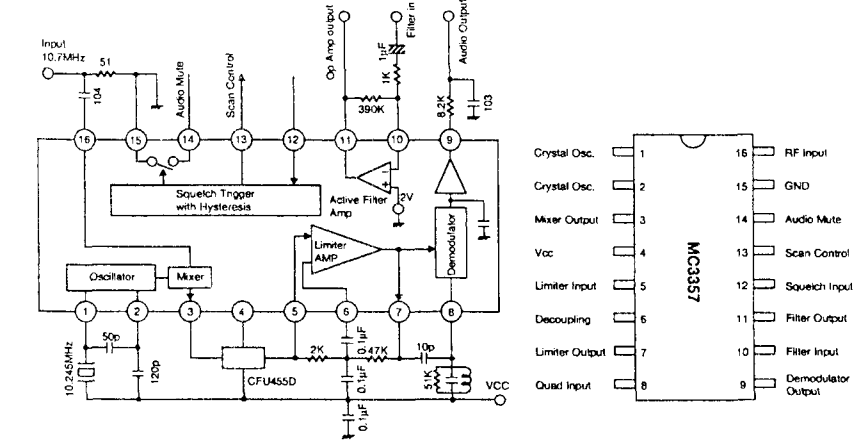 Op Amp output
Filter in
Audio Output
Input
10.7MHz
51
104
Audio Mute
Scan Control
1µF
1K
390K
8.2K
103
16
15
14
13
12
11
10
9
Squelch Trigger
with Hysteresis
Active Filter
Amp
2V
Limiter
AMP
Demodulator
Oscillator
Mixer
1
2
3
4
5
6
7
8
10.245MHz
50p
120p
CFU455D
2K
0.1µF
47K
10p
0.1µF
0.1µF
51K
VCC
Crystal Osc.
1
16
RF Input
Crystal Osc.
2
15
GND
Mixer Output
3
14
Audio Mute
Vcc
4
13
Scan Control
MC3357
Limiter Input
5
12
Squelch Input
Decoupling
6
11
Filter Output
Limiter Output
7
10
Filter Input
Quad Input
8
9
Demodulator
Output